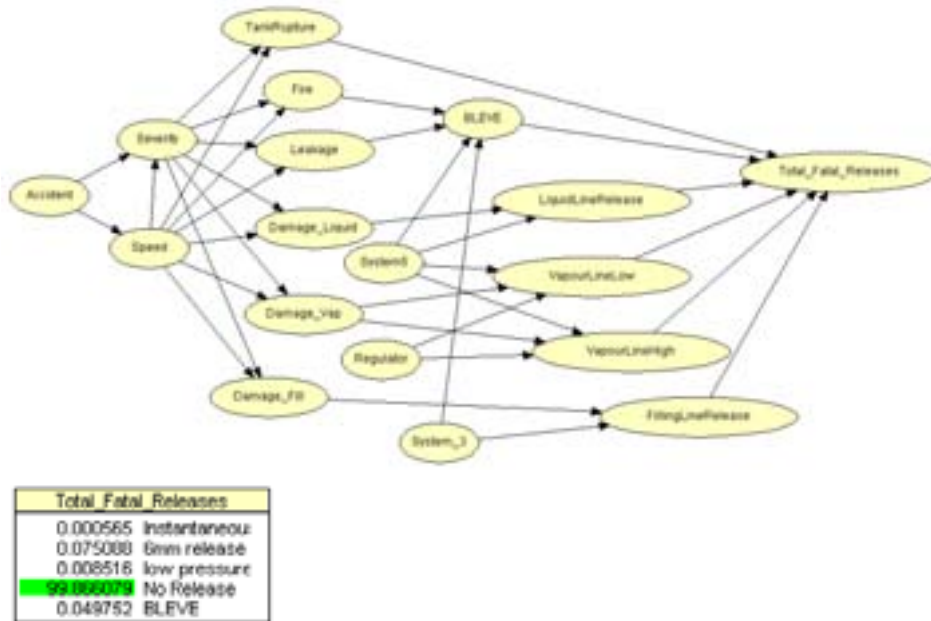 TankRupture
Fire
BLEVE
Severity
Leakage
Total_Fatal_Releases
Accident
LiquidLineRelease
Damage_Liquid
Speed
System5
VapourLineLow
Damage_Vap
Regulator
VapourLineHigh
Damage_Fill
FillingLineRelease
System_3
Total_Fatal_Releases
0.000565 Instantaneou
0.075088 6mm release
0.008516 low pressure
99.866079 No Release
0.049752 BLEVE